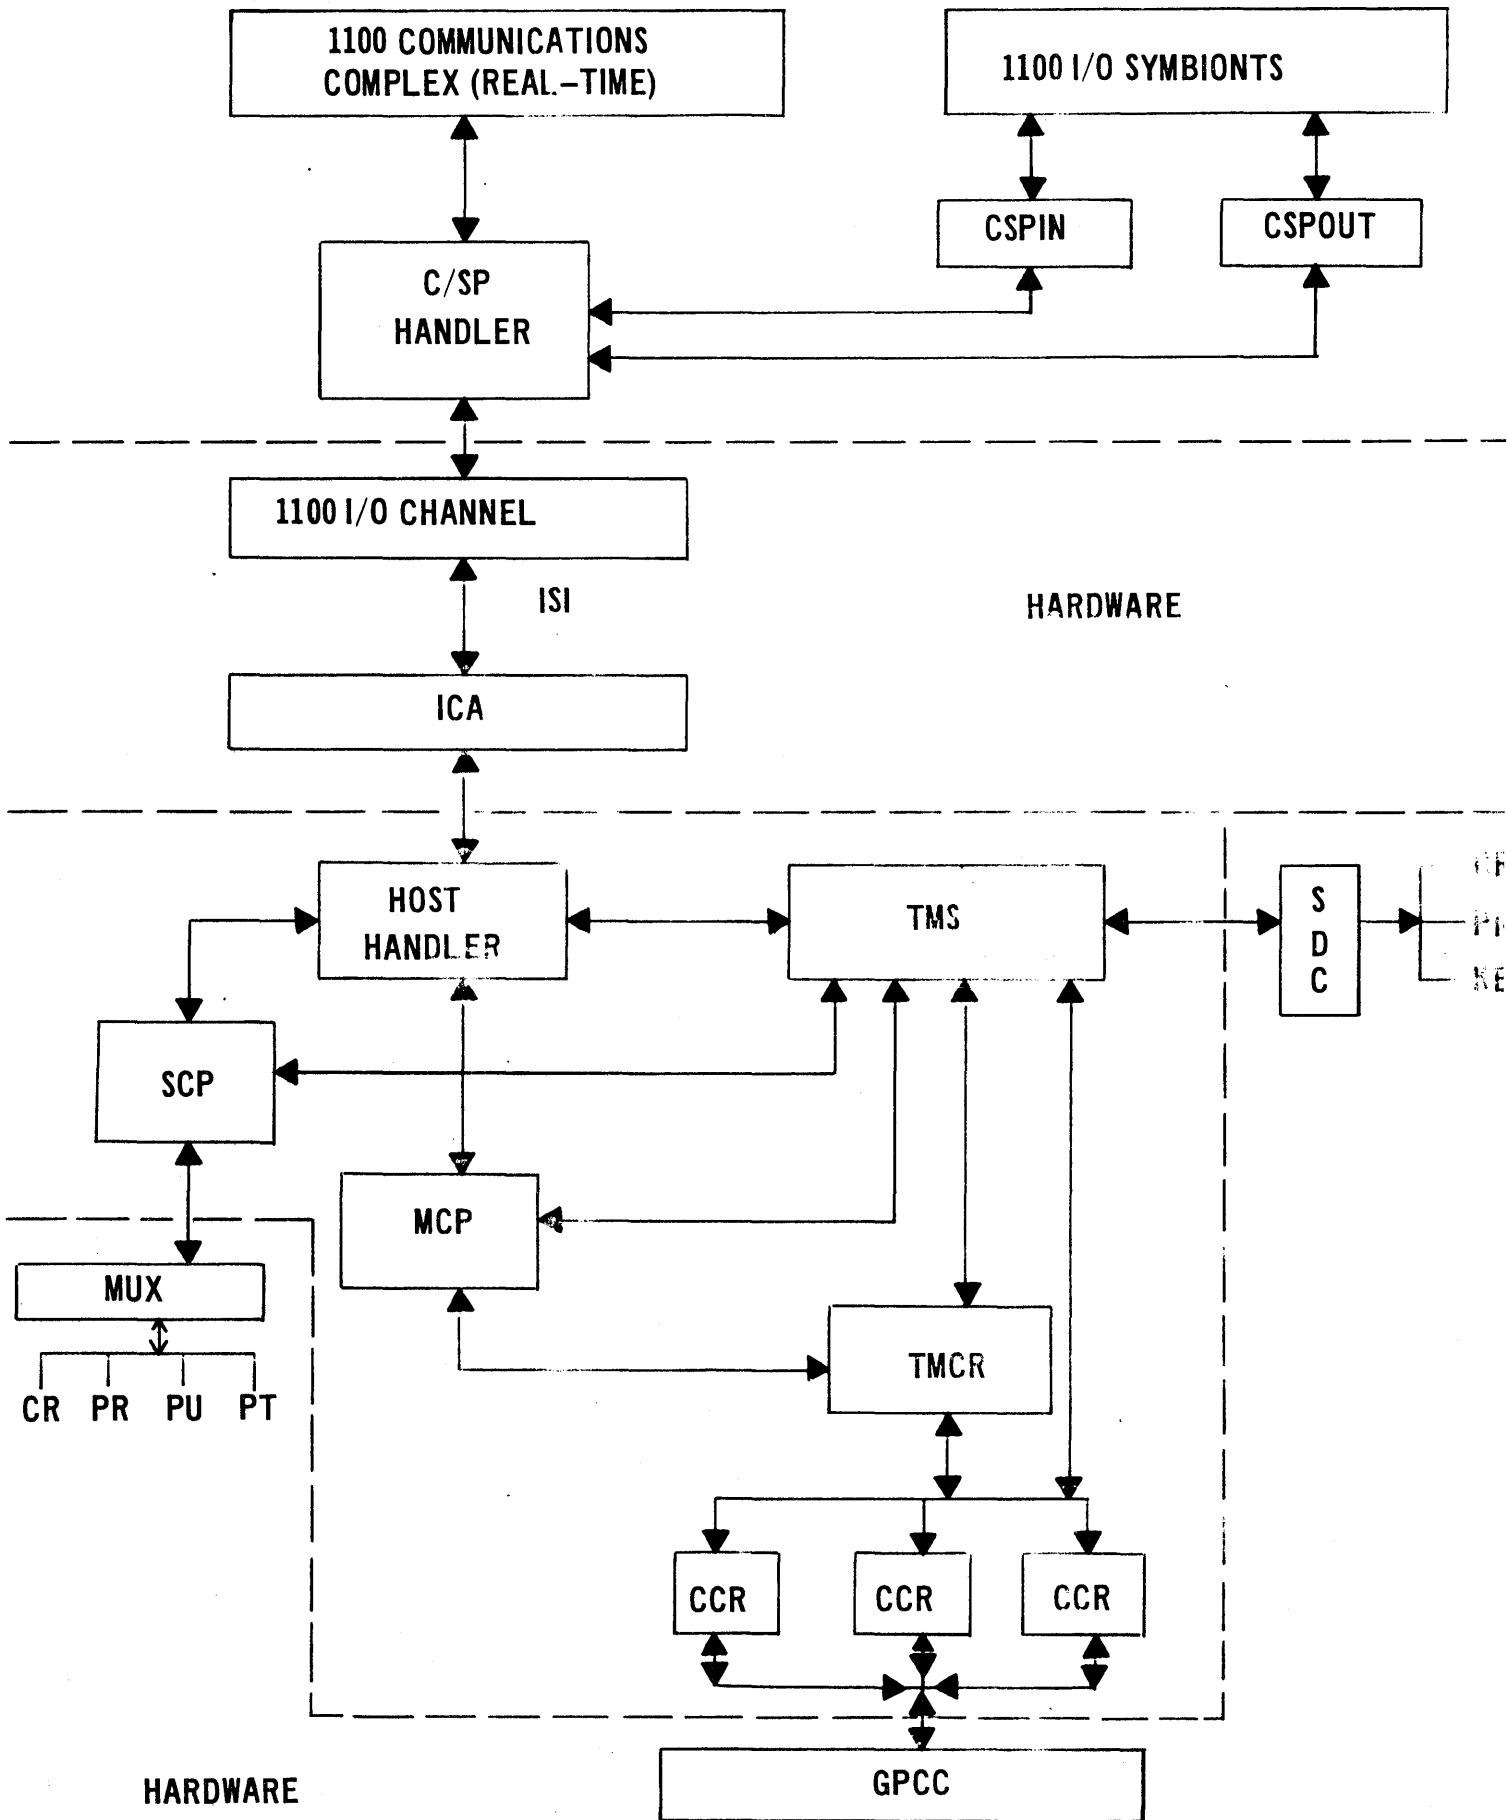 1100 COMMUNICATIONS
COMPLEX (REAL-TIME)
1100 I/O SYMBIONTS
CSPIN
CSPOUT
C/SP
HANDLER
1100 I/O CHANNEL
ISI
HARDWARE
ICA
HOST
HANDLER
TMS
S
D
C
SCP
MCP
MUX
TMCR
CR PR PU PT
CCR
CCR
CCR
GPCC
HARDWARE